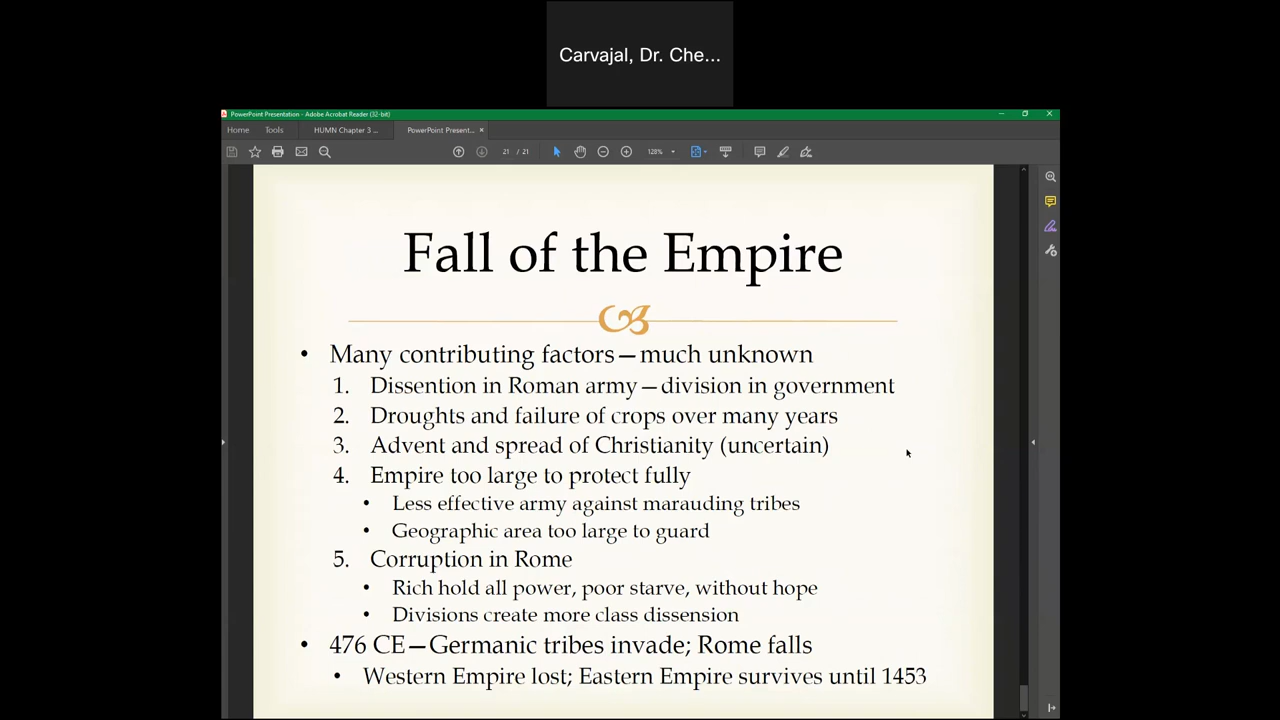 Carvajal, Dr. Che...
PowerPoint Presentation - Adobe Acrobat Reader (32-bit)
Home Tools HUMN Chapter 3 ... PowerPoint Present... ×
21 / 21 128%
Fall of the Empire
• Many contributing factors—much unknown
1. Dissention in Roman army—division in government
2. Droughts and failure of crops over many years
3. Advent and spread of Christianity (uncertain)
4. Empire too large to protect fully
• Less effective army against marauding tribes
• Geographic area too large to guard
5. Corruption in Rome
• Rich hold all power, poor starve, without hope
• Divisions create more class dissension
• 476 CE—Germanic tribes invade; Rome falls
• Western Empire lost; Eastern Empire survives until 1453